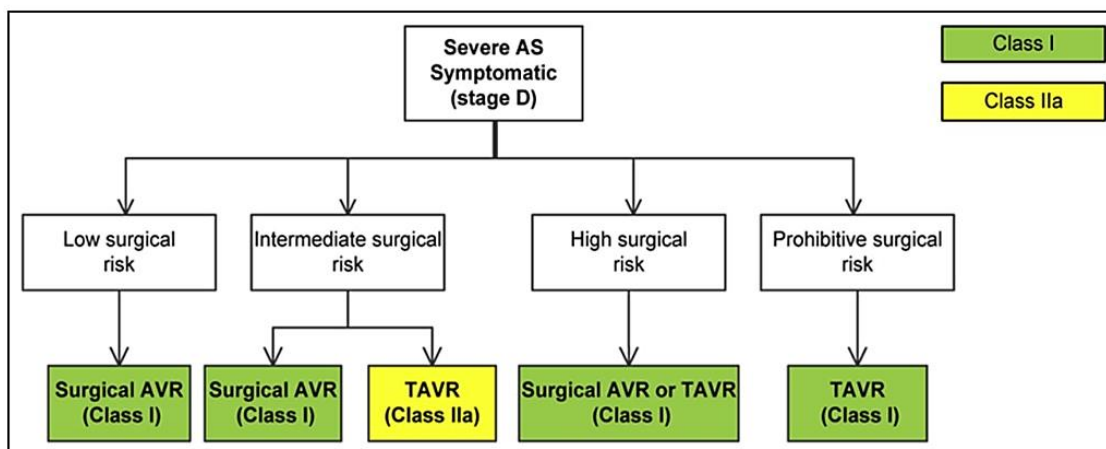 Severe AS
Symptomatic
(stage D)
Class I
Class IIa
Low surgical
risk
Intermediate surgical
risk
High surgical
risk
Prohibitive surgical
risk
Surgical AVR
(Class I)
Surgical AVR
(Class I)
TAVR
(Class IIa)
Surgical AVR or TAVR
(Class I)
TAVR
(Class I)